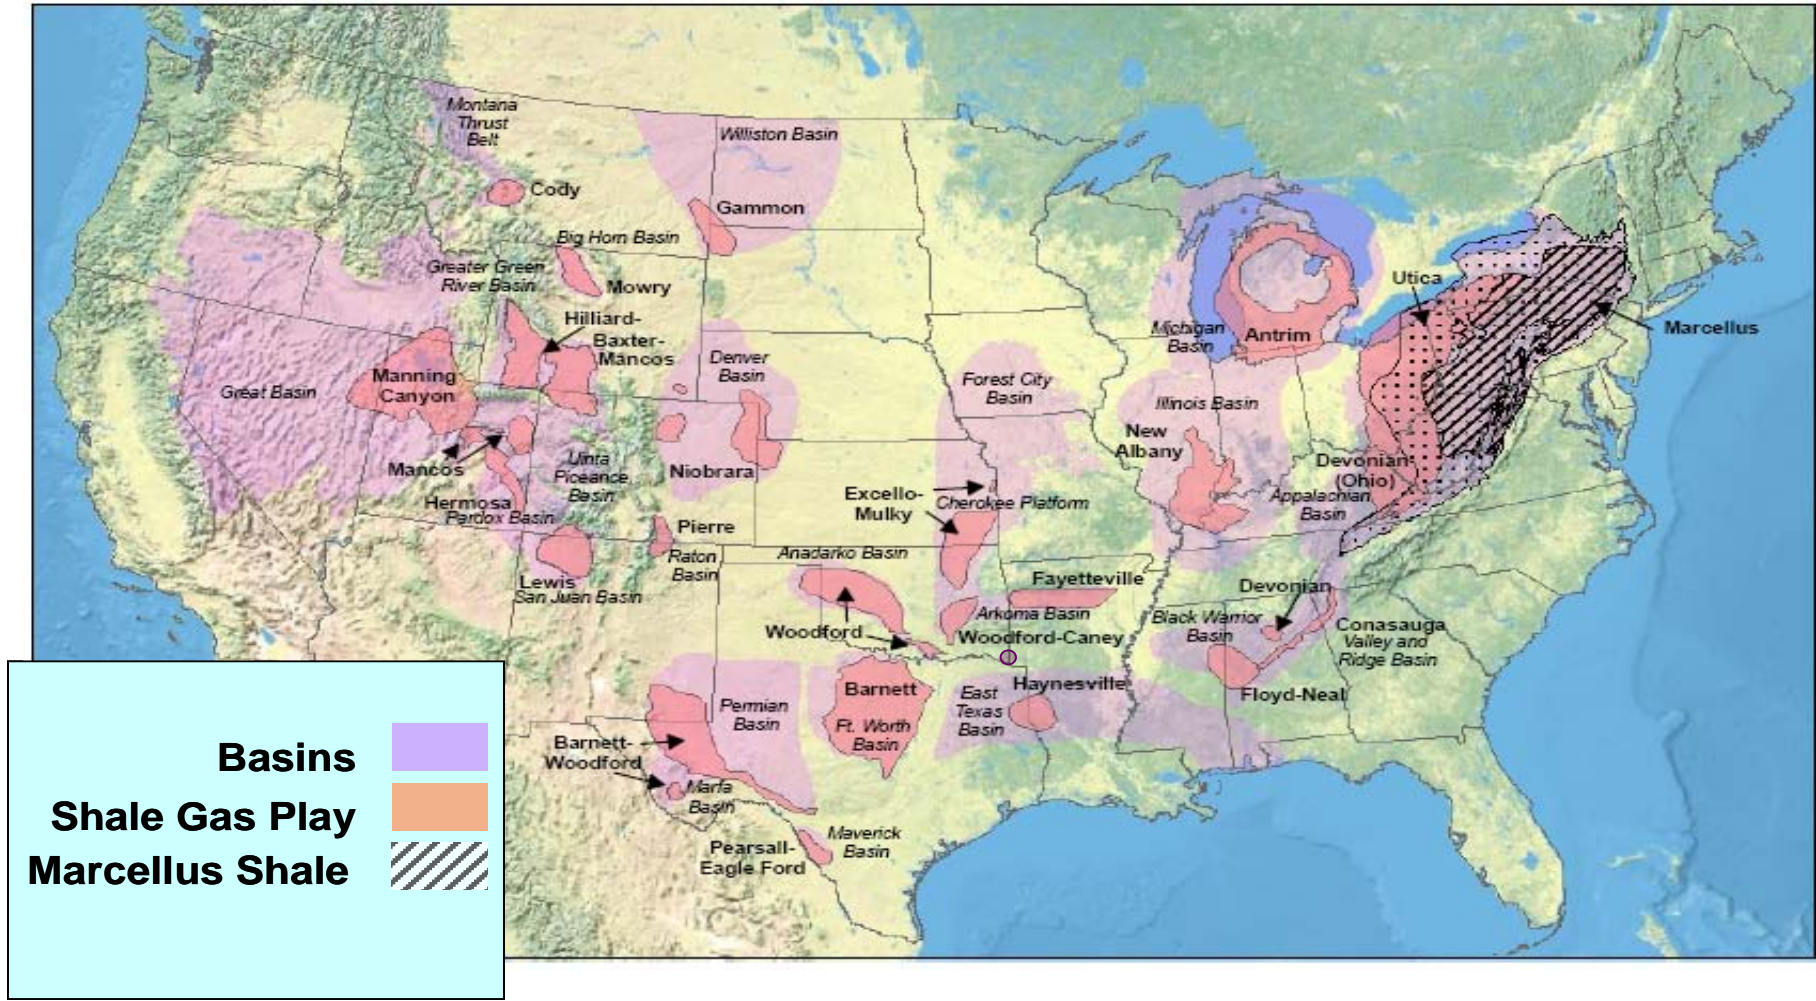 Montana
Thrust
Belt
Williston Basin
Cody
Gammon
Big Horn Basin
Greater Green
River Basin
Mowry
Utica
Hilliard-
Baxter-
Mancos
Marcellus
Michigan
Basin
Antrim
Denver
Basin
Manning
Canyon
Great Basin
Forest City
Basin
Illinois Basin
New
Albany
Mancos
Uinta
Piceance
Basin
Niobrara
Devonian
(Ohio)
Appalachian
Basin
Excello-
Mulky
Cherokee Platform
Hermosa
Pardox Basin
Pierre
Raton
Basin
Anadarko Basin
Fayetteville
Devonian
Lewis
San Juan Basin
Arkoma Basin
Black Warrior
Basin
Conasauga
Valley and
Ridge Basin
Woodford
Woodford-Caney
Haynesville
Floyd-Neal
Barnett
Ft. Worth
Basin
East
Texas
Basin
Permian
Basin
Barnett-
Woodford
Marfa
Basin
Maverick
Basin
Pearsall-
Eagle Ford
Basins
Shale Gas Play
Marcellus Shale